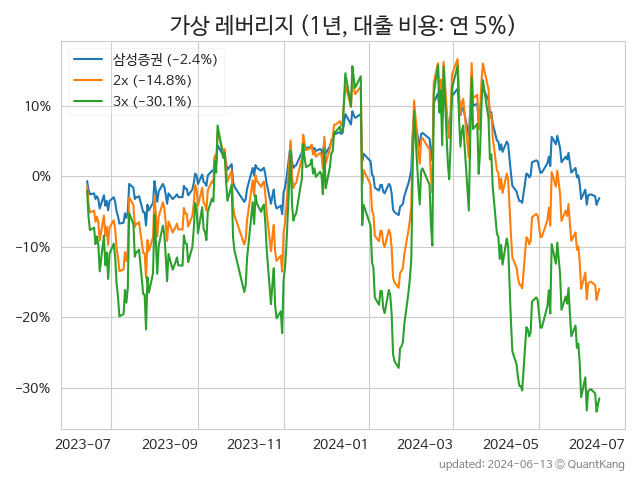 가상 레버리지 (1년, 대출 비용: 연 5%)
삼성증권 (−2.4%)
2x (−14.8%)
3x (−30.1%)
10%
0%
−10%
−20%
−30%
2023−07 2023−09 2023−11 2024−01 2024−03 2024−05 2024−07
updated: 2024-06-13 © QuantKang